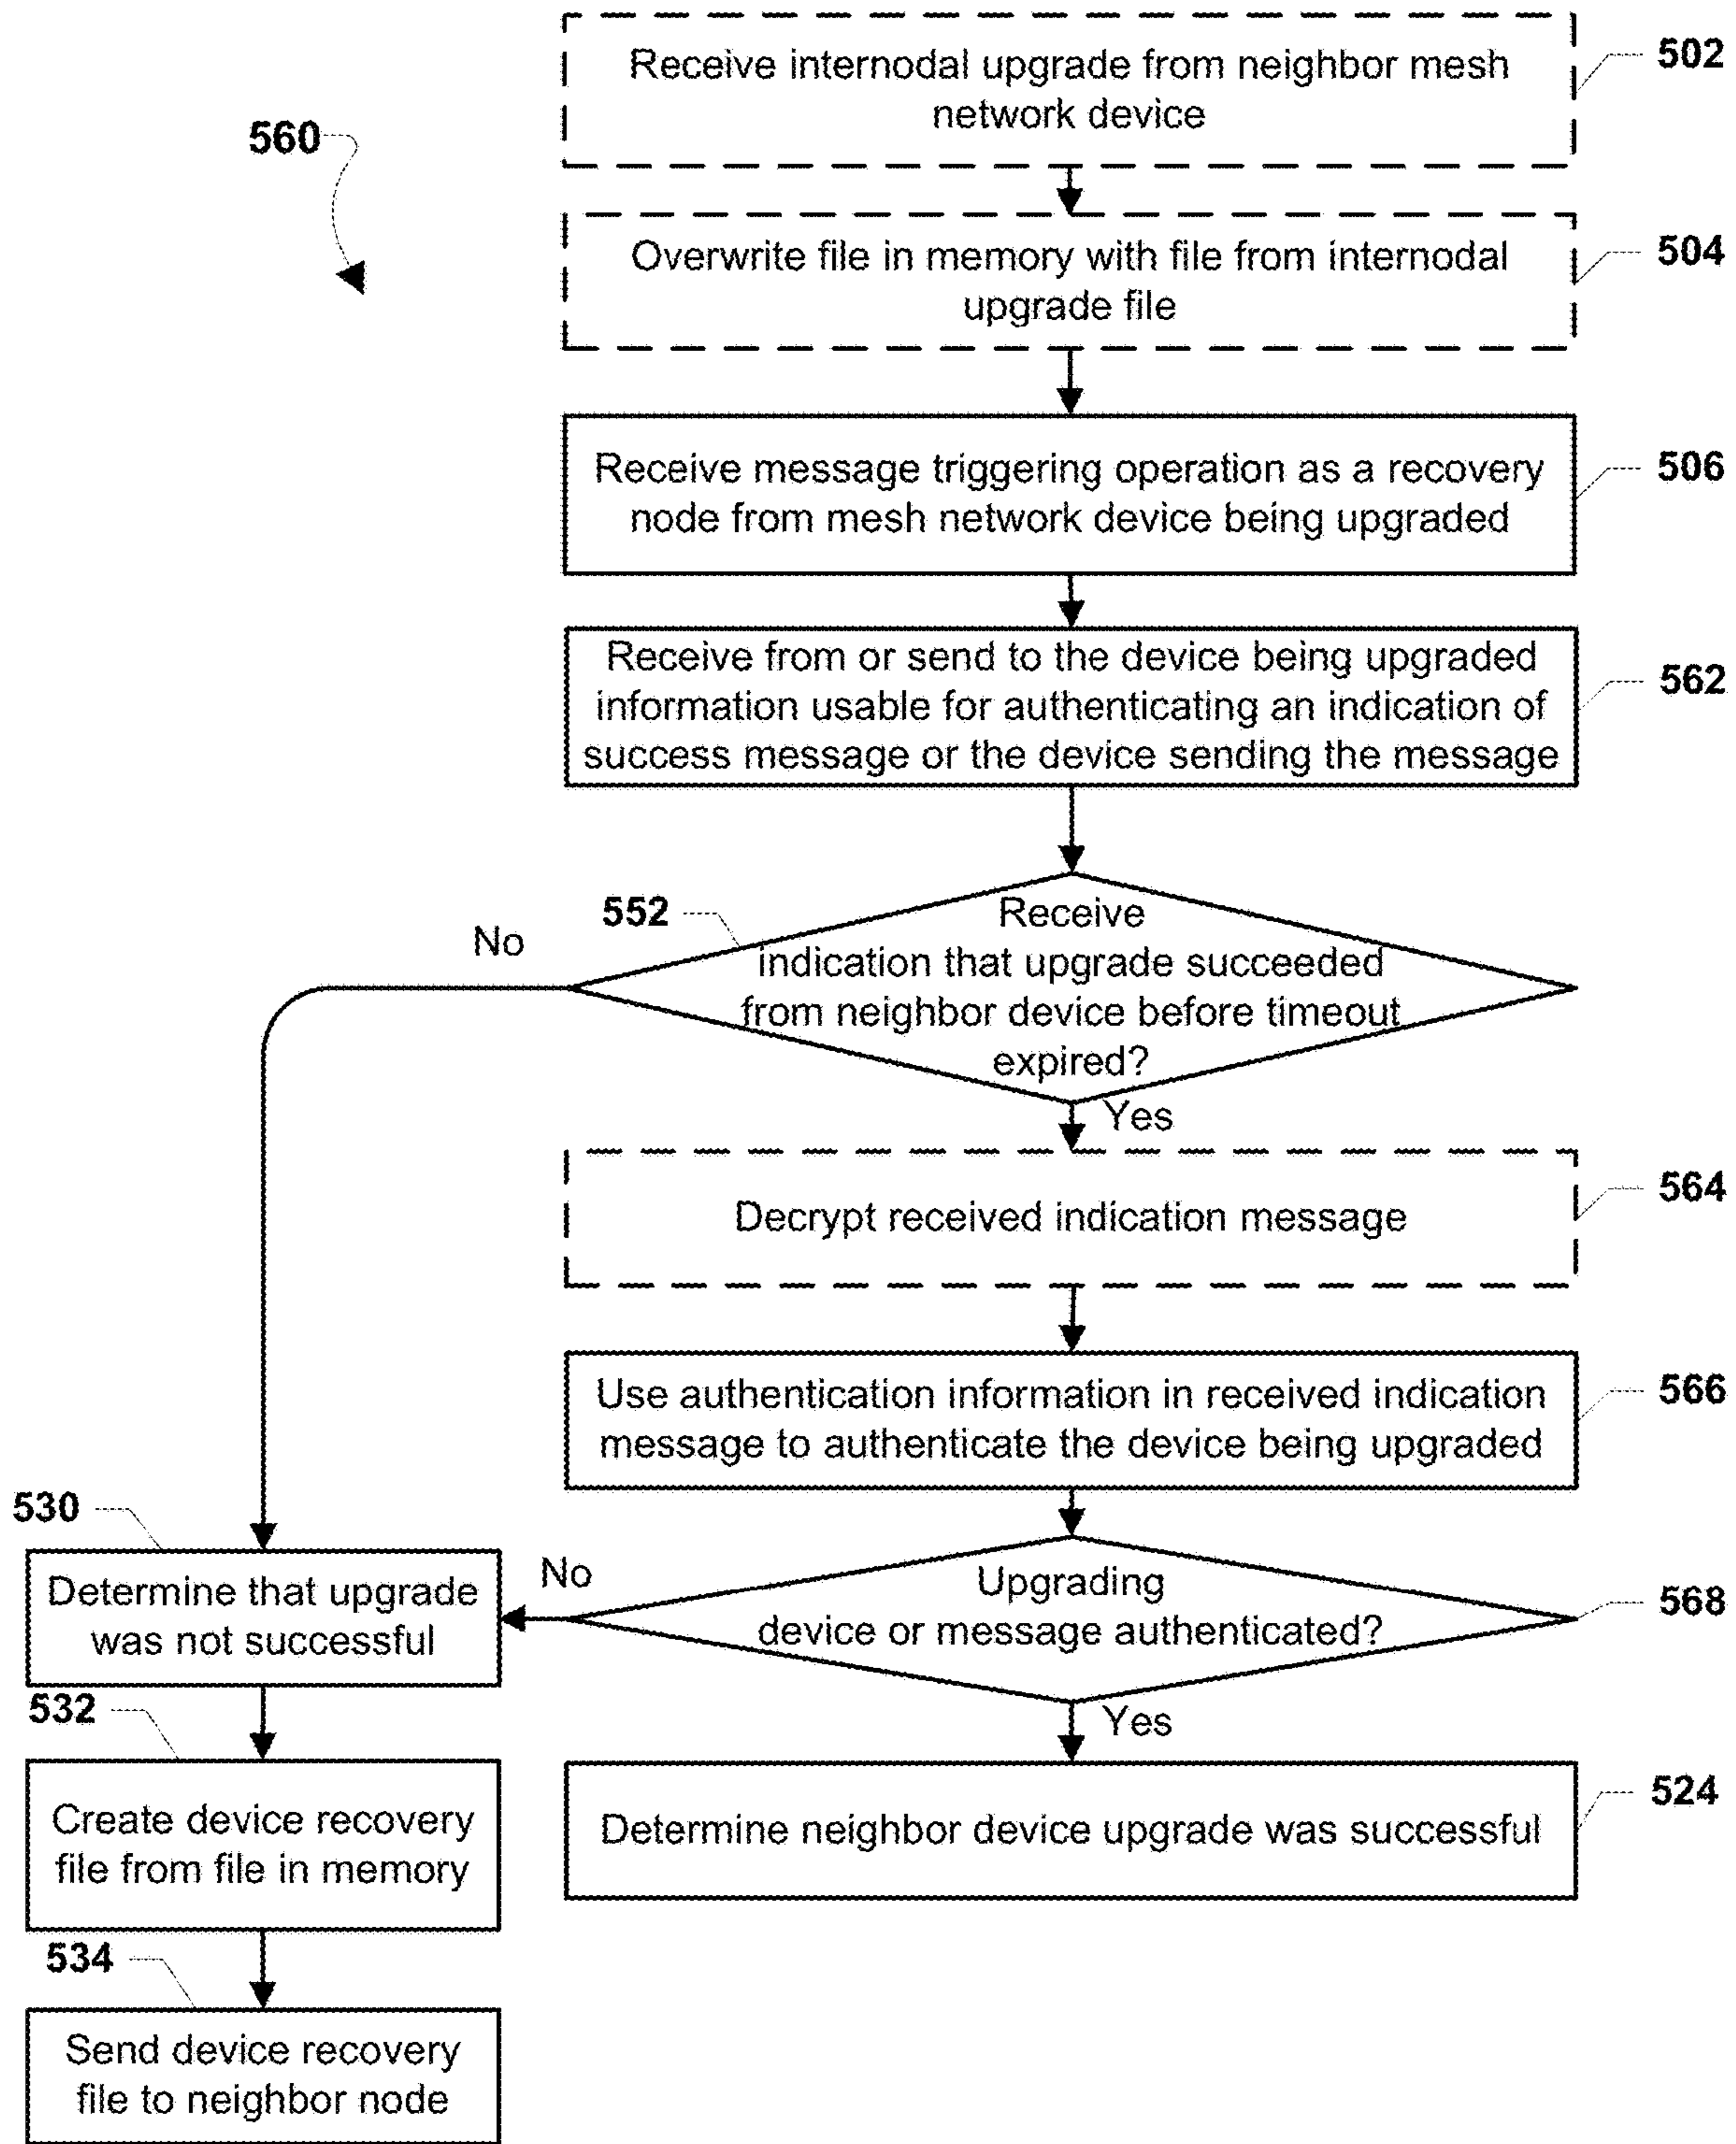 Receive internodal upgrade from neighbor mesh
network device
502
560
Overwrite file in memory with file from internodal
upgrade file
504
Receive message triggering operation as a recovery
node from mesh network device being upgraded
506
Receive from or send to the device being upgraded
information usable for authenticating an indication of
success message or the device sending the message
562
552
No
Receive
indication that upgrade succeeded
from neighbor device before timeout
expired?
Yes
Decrypt received indication message
564
Use authentication information in received indication
message to authenticate the device being upgraded
566
530
Determine that upgrade
was not successful
No
Upgrading
device or message authenticated?
568
Yes
532
Create device recovery
file from file in memory
Determine neighbor device upgrade was successful
524
534
Send device recovery
file to neighbor node